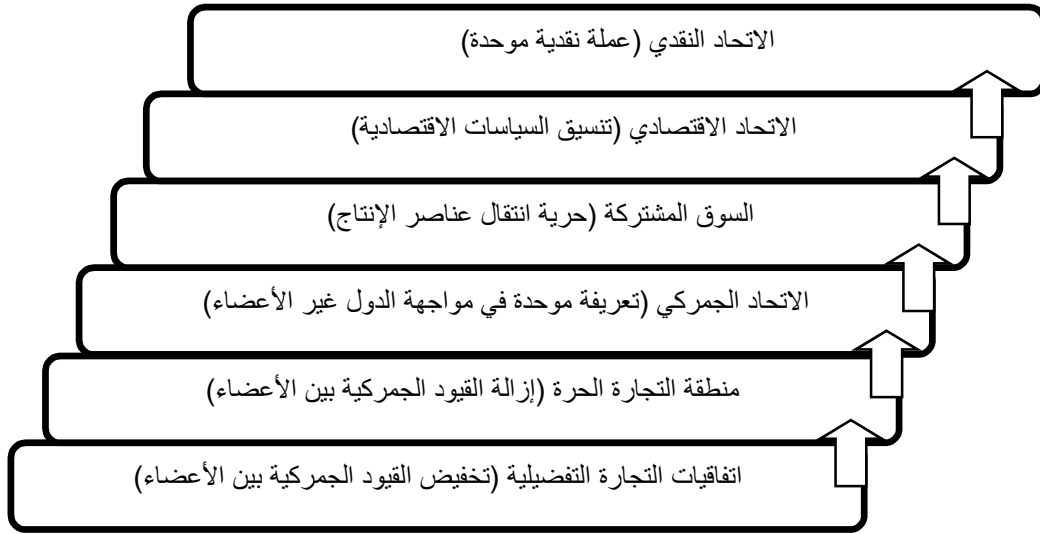 الاتحاد النقدي (عملة نقدية موحدة)
الاتحاد الاقتصادي (تنسيق السياسات الاقتصادية)
السوق المشتركة (حرية انتقال عناصر الإنتاج)
الاتحاد الجمركي (تعريفة موحدة في مواجهة الدول غير الأعضاء)
منطقة التجارة الحرة (إزالة القيود الجمركية بين الأعضاء)
اتفاقيات التجارة التفضيلية (تخفيض القيود الجمركية بين الأعضاء)